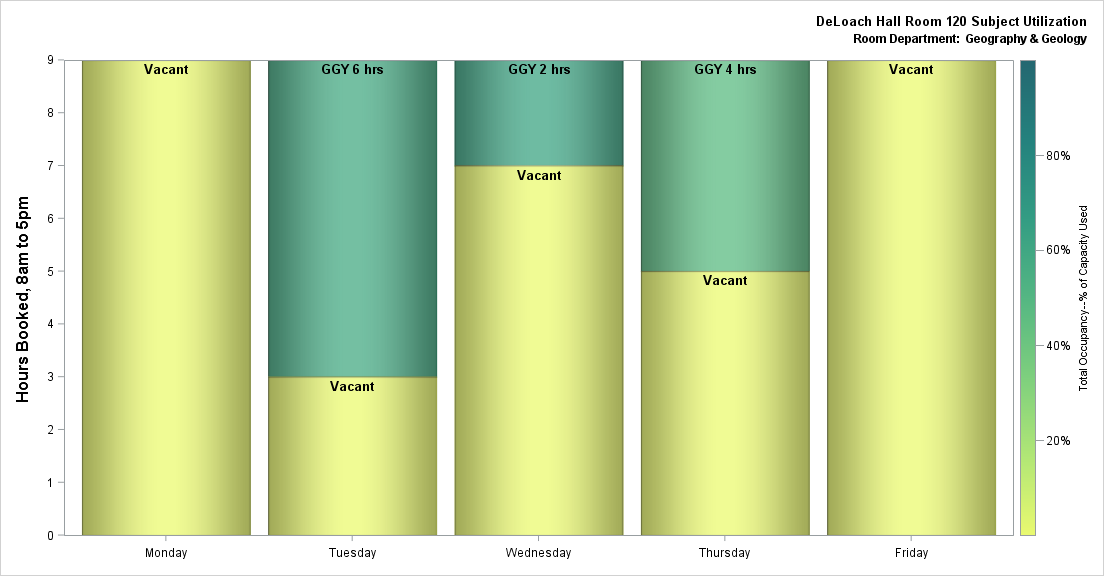 DeLoach Hall Room 120 Subject Utilization
Room Department: Geography & Geology
Hours Booked, 8am to 5pm
9
8
7
6
5
4
3
2
1
0
Vacant
GGY 6 hrs
GGY 2 hrs
GGY 4 hrs
Vacant
Vacant
Vacant
Vacant
Monday
Tuesday
Wednesday
Thursday
Friday
80%
60%
40%
20%
Total Occupancy--% of Capacity Used